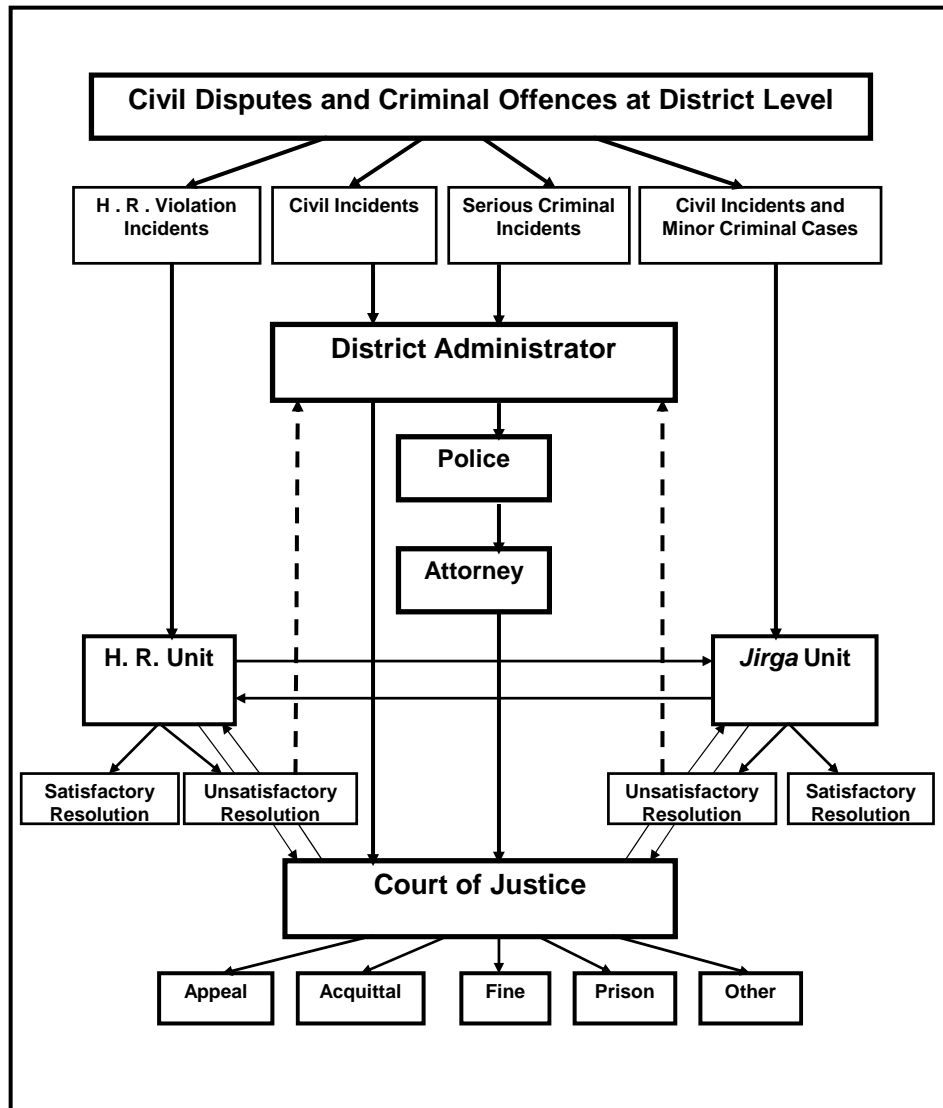 Civil Disputes and Criminal Offences at District Level
H . R . Violation
Incidents
Civil Incidents
Serious Criminal
Incidents
Civil Incidents and
Minor Criminal Cases
District Administrator
Police
Attorney
H. R. Unit
Jirga Unit
Satisfactory
Resolution
Unsatisfactory
Resolution
Unsatisfactory
Resolution
Satisfactory
Resolution
Court of Justice
Appeal
Acquittal
Fine
Prison
Other